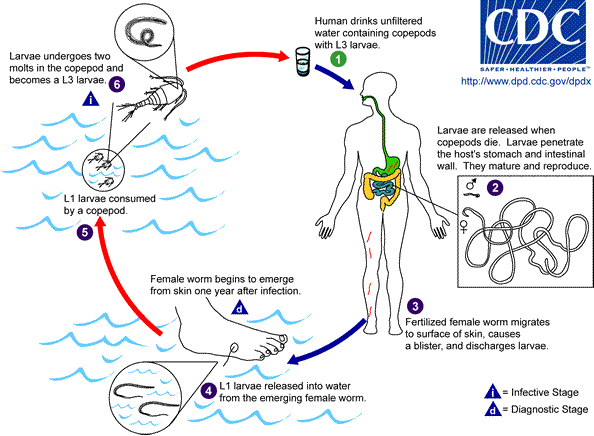 Human drinks unfiltered
water containing copepods
with L3 larvae.
1
CDC
SAFER·HEALTHIER·PEOPLE™
http://www.dpd.cdc.gov/dpdx
Larvae undergoes two
molts in the copepod and
becomes a L3 larvae. 6
i
Larvae are released when
copepods die. Larvae penetrate
the host's stomach and intestinal
wall. They mature and reproduce.
2
♂
♀
L1 larvae consumed
by a copepod.
5
Female worm begins to emerge
from skin one year after infection.
d
3
Fertilized female worm migrates
to surface of skin, causes
a blister, and discharges larvae.
4 L1 larvae released into water
from the emerging female worm.
i = Infective Stage
d = Diagnostic Stage